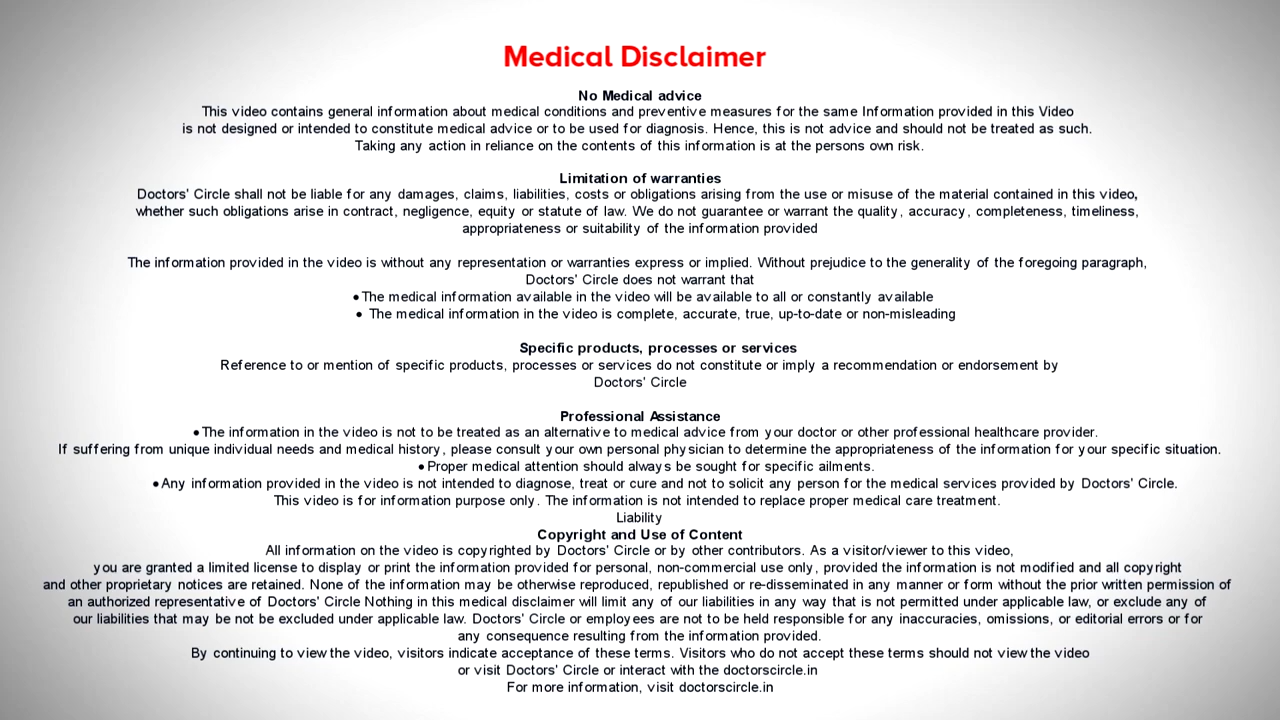 Medical Disclaimer
No Medical advice
This video contains general information about medical conditions and preventive measures for the same Information provided in this Video
is not designed or intended to constitute medical advice or to be used for diagnosis. Hence, this is not advice and should not be treated as such.
Taking any action in reliance on the contents of this information is at the persons own risk.
Limitation of warranties
Doctors' Circle shall not be liable for any damages, claims, liabilities, costs or obligations arising from the use or misuse of the material contained in this video,
whether such obligations arise in contract, negligence, equity or statute of law. We do not guarantee or warrant the quality, accuracy, completeness, timeliness,
appropriateness or suitability of the information provided
The information provided in the video is without any representation or warranties express or implied. Without prejudice to the generality of the foregoing paragraph,
Doctors' Circle does not warrant that
• The medical information available in the video will be available to all or constantly available
• The medical information in the video is complete, accurate, true, up-to-date or non-misleading
Specific products, processes or services
Reference to or mention of specific products, processes or services do not constitute or imply a recommendation or endorsement by
Doctors' Circle
Professional Assistance
• The information in the video is not to be treated as an alternative to medical advice from your doctor or other professional healthcare provider.
If suffering from unique individual needs and medical history, please consult your own personal physician to determine the appropriateness of the information for your specific situation.
• Proper medical attention should always be sought for specific ailments.
• Any information provided in the video is not intended to diagnose, treat or cure and not to solicit any person for the medical services provided by Doctors' Circle.
This video is for information purpose only. The information is not intended to replace proper medical care treatment.
Liability
Copyright and Use of Content
All information on the video is copyrighted by Doctors' Circle or by other contributors. As a visitor/viewer to this video,
you are granted a limited license to display or print the information provided for personal, non-commercial use only, provided the information is not modified and all copyright
and other proprietary notices are retained. None of the information may be otherwise reproduced, republished or re-disseminated in any manner or form without the prior written permission of
an authorized representative of Doctors' Circle Nothing in this medical disclaimer will limit any of our liabilities in any way that is not permitted under applicable law, or exclude any of
our liabilities that may be not be excluded under applicable law. Doctors' Circle or employees are not to be held responsible for any inaccuracies, omissions, or editorial errors or for
any consequence resulting from the information provided.
By continuing to view the video, visitors indicate acceptance of these terms. Visitors who do not accept these terms should not view the video
or visit Doctors' Circle or interact with the doctorscircle.in
For more information, visit doctorscircle.in